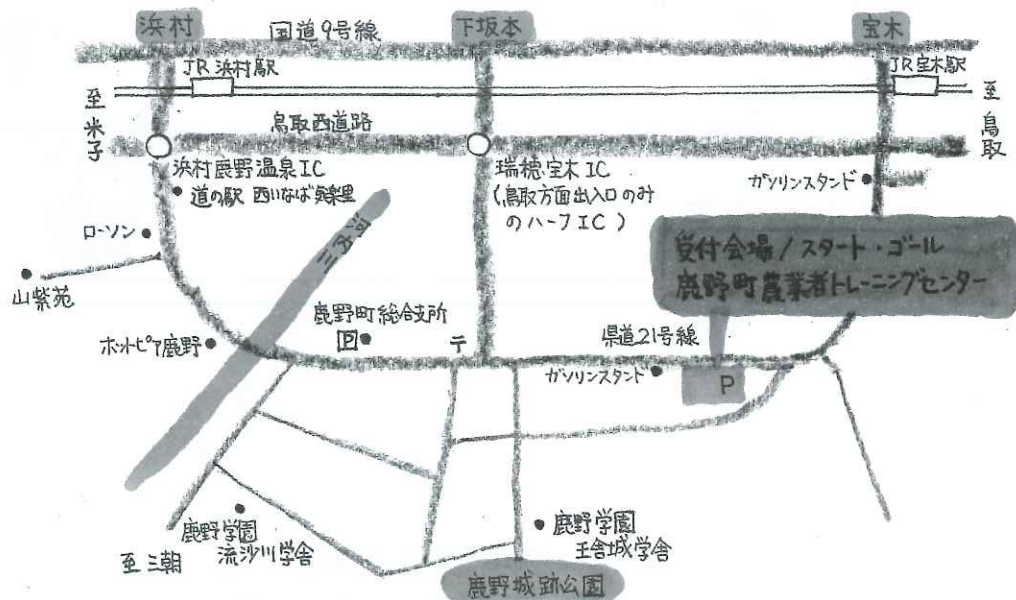 浜村
国道9号線
下坂本
宝木
JR浜村駅
JR宝木駅
至米子
至鳥取
鳥取西道路
浜村鹿野温泉IC
瑞穂・宝木IC
(鳥取方面出入口のみ
のハーフIC)
道の駅 西いなば気楽里
ガソリンスタンド
ローソン
河内川
受付会場/スタート・ゴール
鹿野町農業者トレーニングセンター
山紫苑
鹿野町総合支所
P
ホットピア鹿野
〒
県道21号線
ガソリンスタンド
P
鹿野学園
流沙川学舎
鹿野学園
王舎城学舎
至三朝
鹿野城跡公園